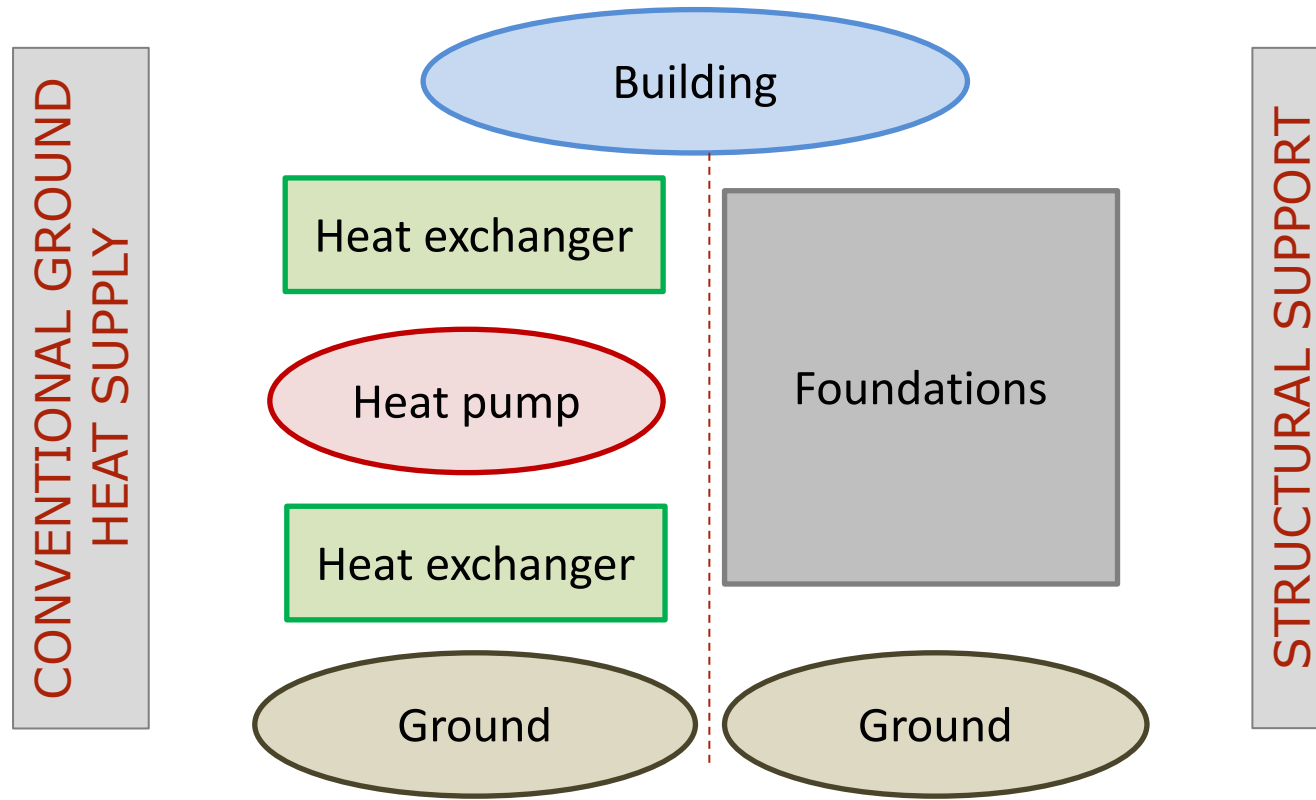 CONVENTIONAL GROUND
HEAT SUPPLY
Building
Heat exchanger
Heat pump
Heat exchanger
Ground
Foundations
Ground
STRUCTURAL SUPPORT